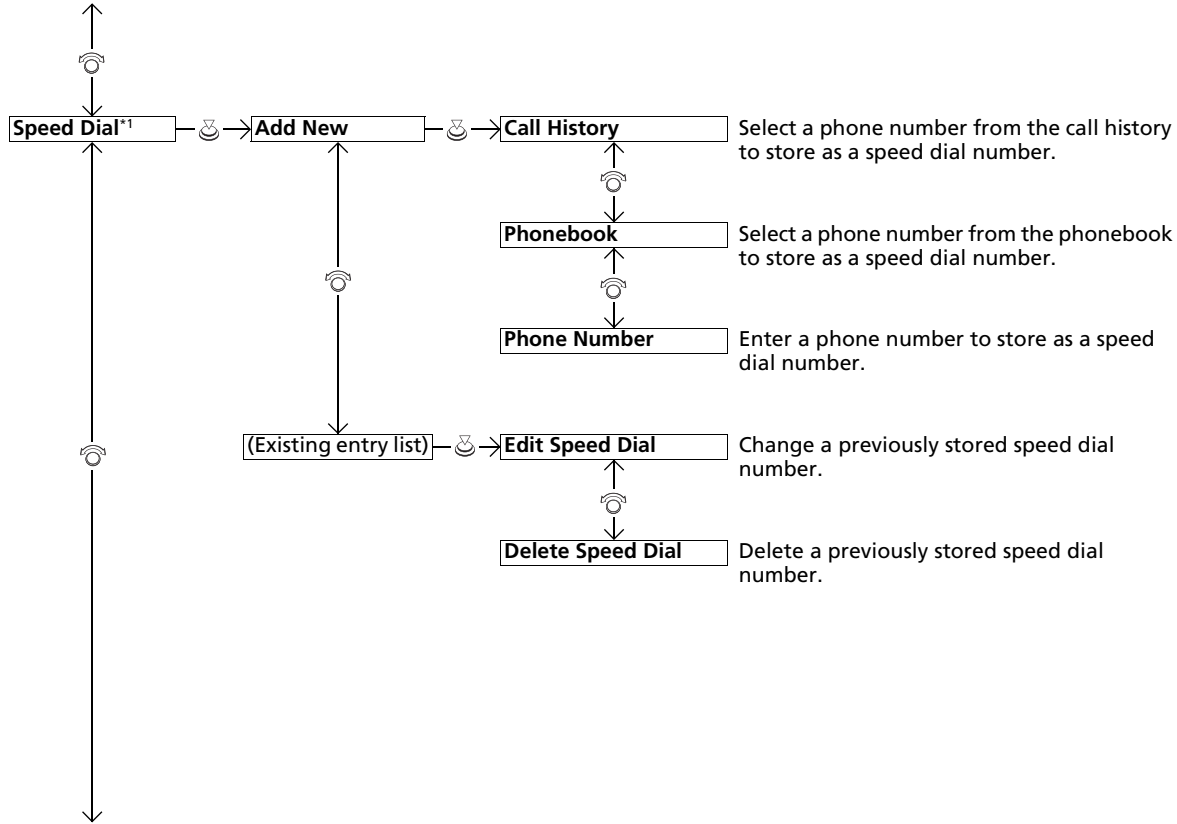 Speed Dial*1
Add New
Call History
Select a phone number from the call history
to store as a speed dial number.
Phonebook
Select a phone number from the phonebook
to store as a speed dial number.
Phone Number
Enter a phone number to store as a speed
dial number.
(Existing entry list)
Edit Speed Dial
Change a previously stored speed dial
number.
Delete Speed Dial
Delete a previously stored speed dial
number.